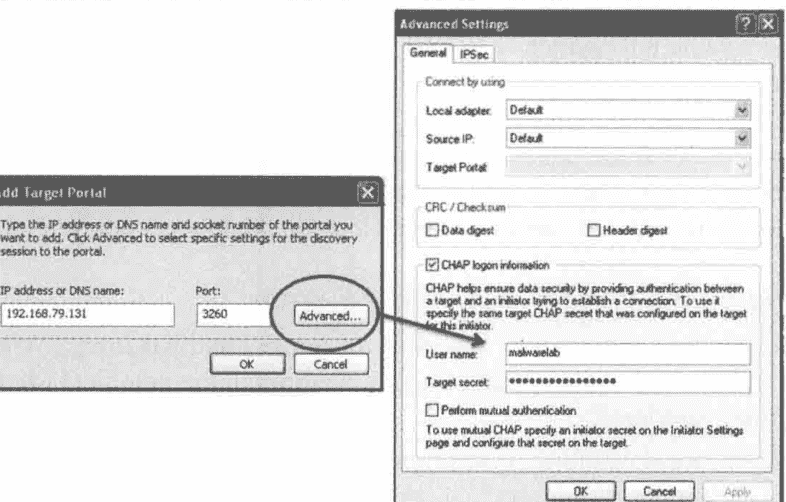 dd Target Portal
Type the IP address or DNS name and socket number of the portal you
want to add. Click Advanced to select specific settings for the discovery
session to the portal.
IP address or DNS name:
Port:
192.168.79.131
3260
Advanced...
OK
Cancel
Advanced Settings
General
IPSec
Connect by using
Local adapter:
Default
Source IP:
Default
Target Portal:
CRC / Checksum
Data digest
Header digest
CHAP logon information
CHAP helps ensure data security by providing authentication between
a target and an initiator trying to establish a connection. To use it
specify the same target CHAP secret that was configured on the target
for this initiator.
User name:
malwarelab
Target secret:
••••••••••••••••
Perform mutual authentication
To use mutual CHAP specify an initiator secret on the Initiator Settings
page and configure that secret on the target.
OK
Cancel
Apply